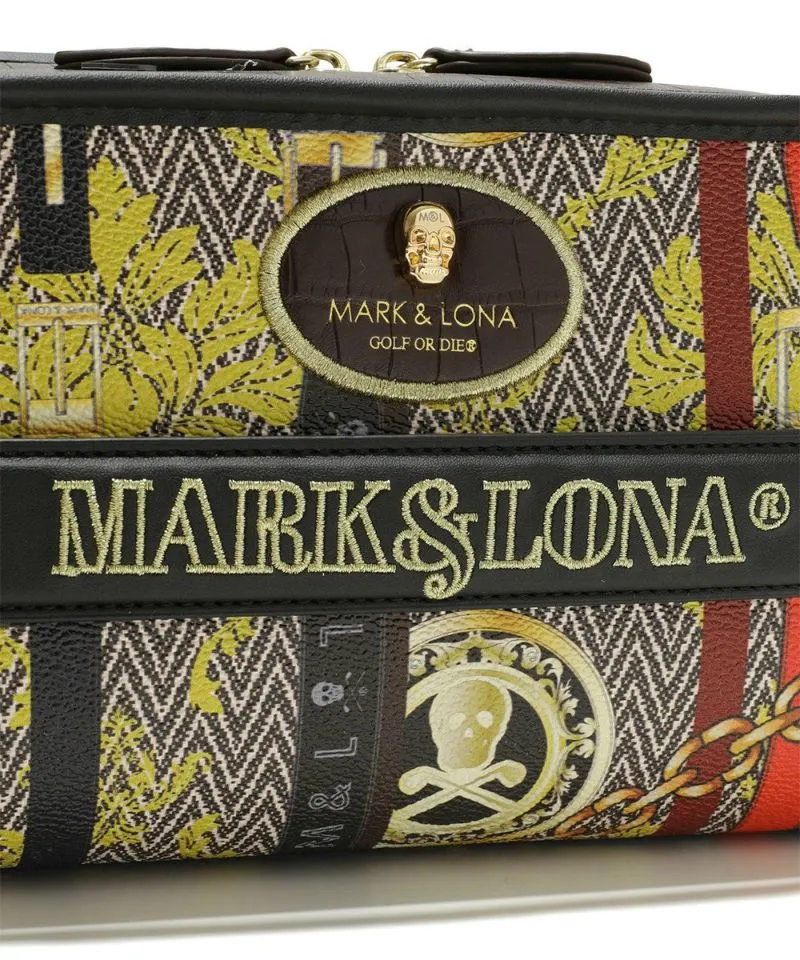 M&L
MARK & LONA
GOLF OR DIE®
MARK&LONA®
M & L